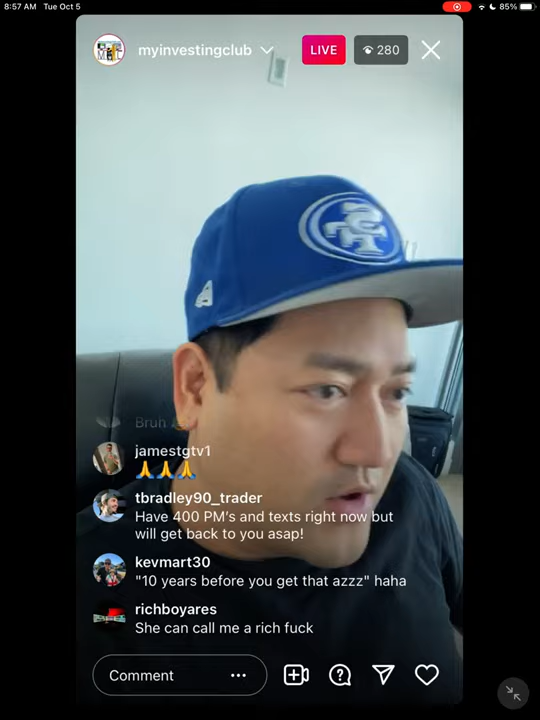 8:57 AM Tue Oct 5
85%
myinvestingclub
LIVE
280
SF
Bruh
jamestgtv1
tbradley90_trader
Have 400 PM's and texts right now but
will get back to you asap!
kevmart30
"10 years before you get that azzz" haha
richboyares
She can call me a rich fuck
Comment